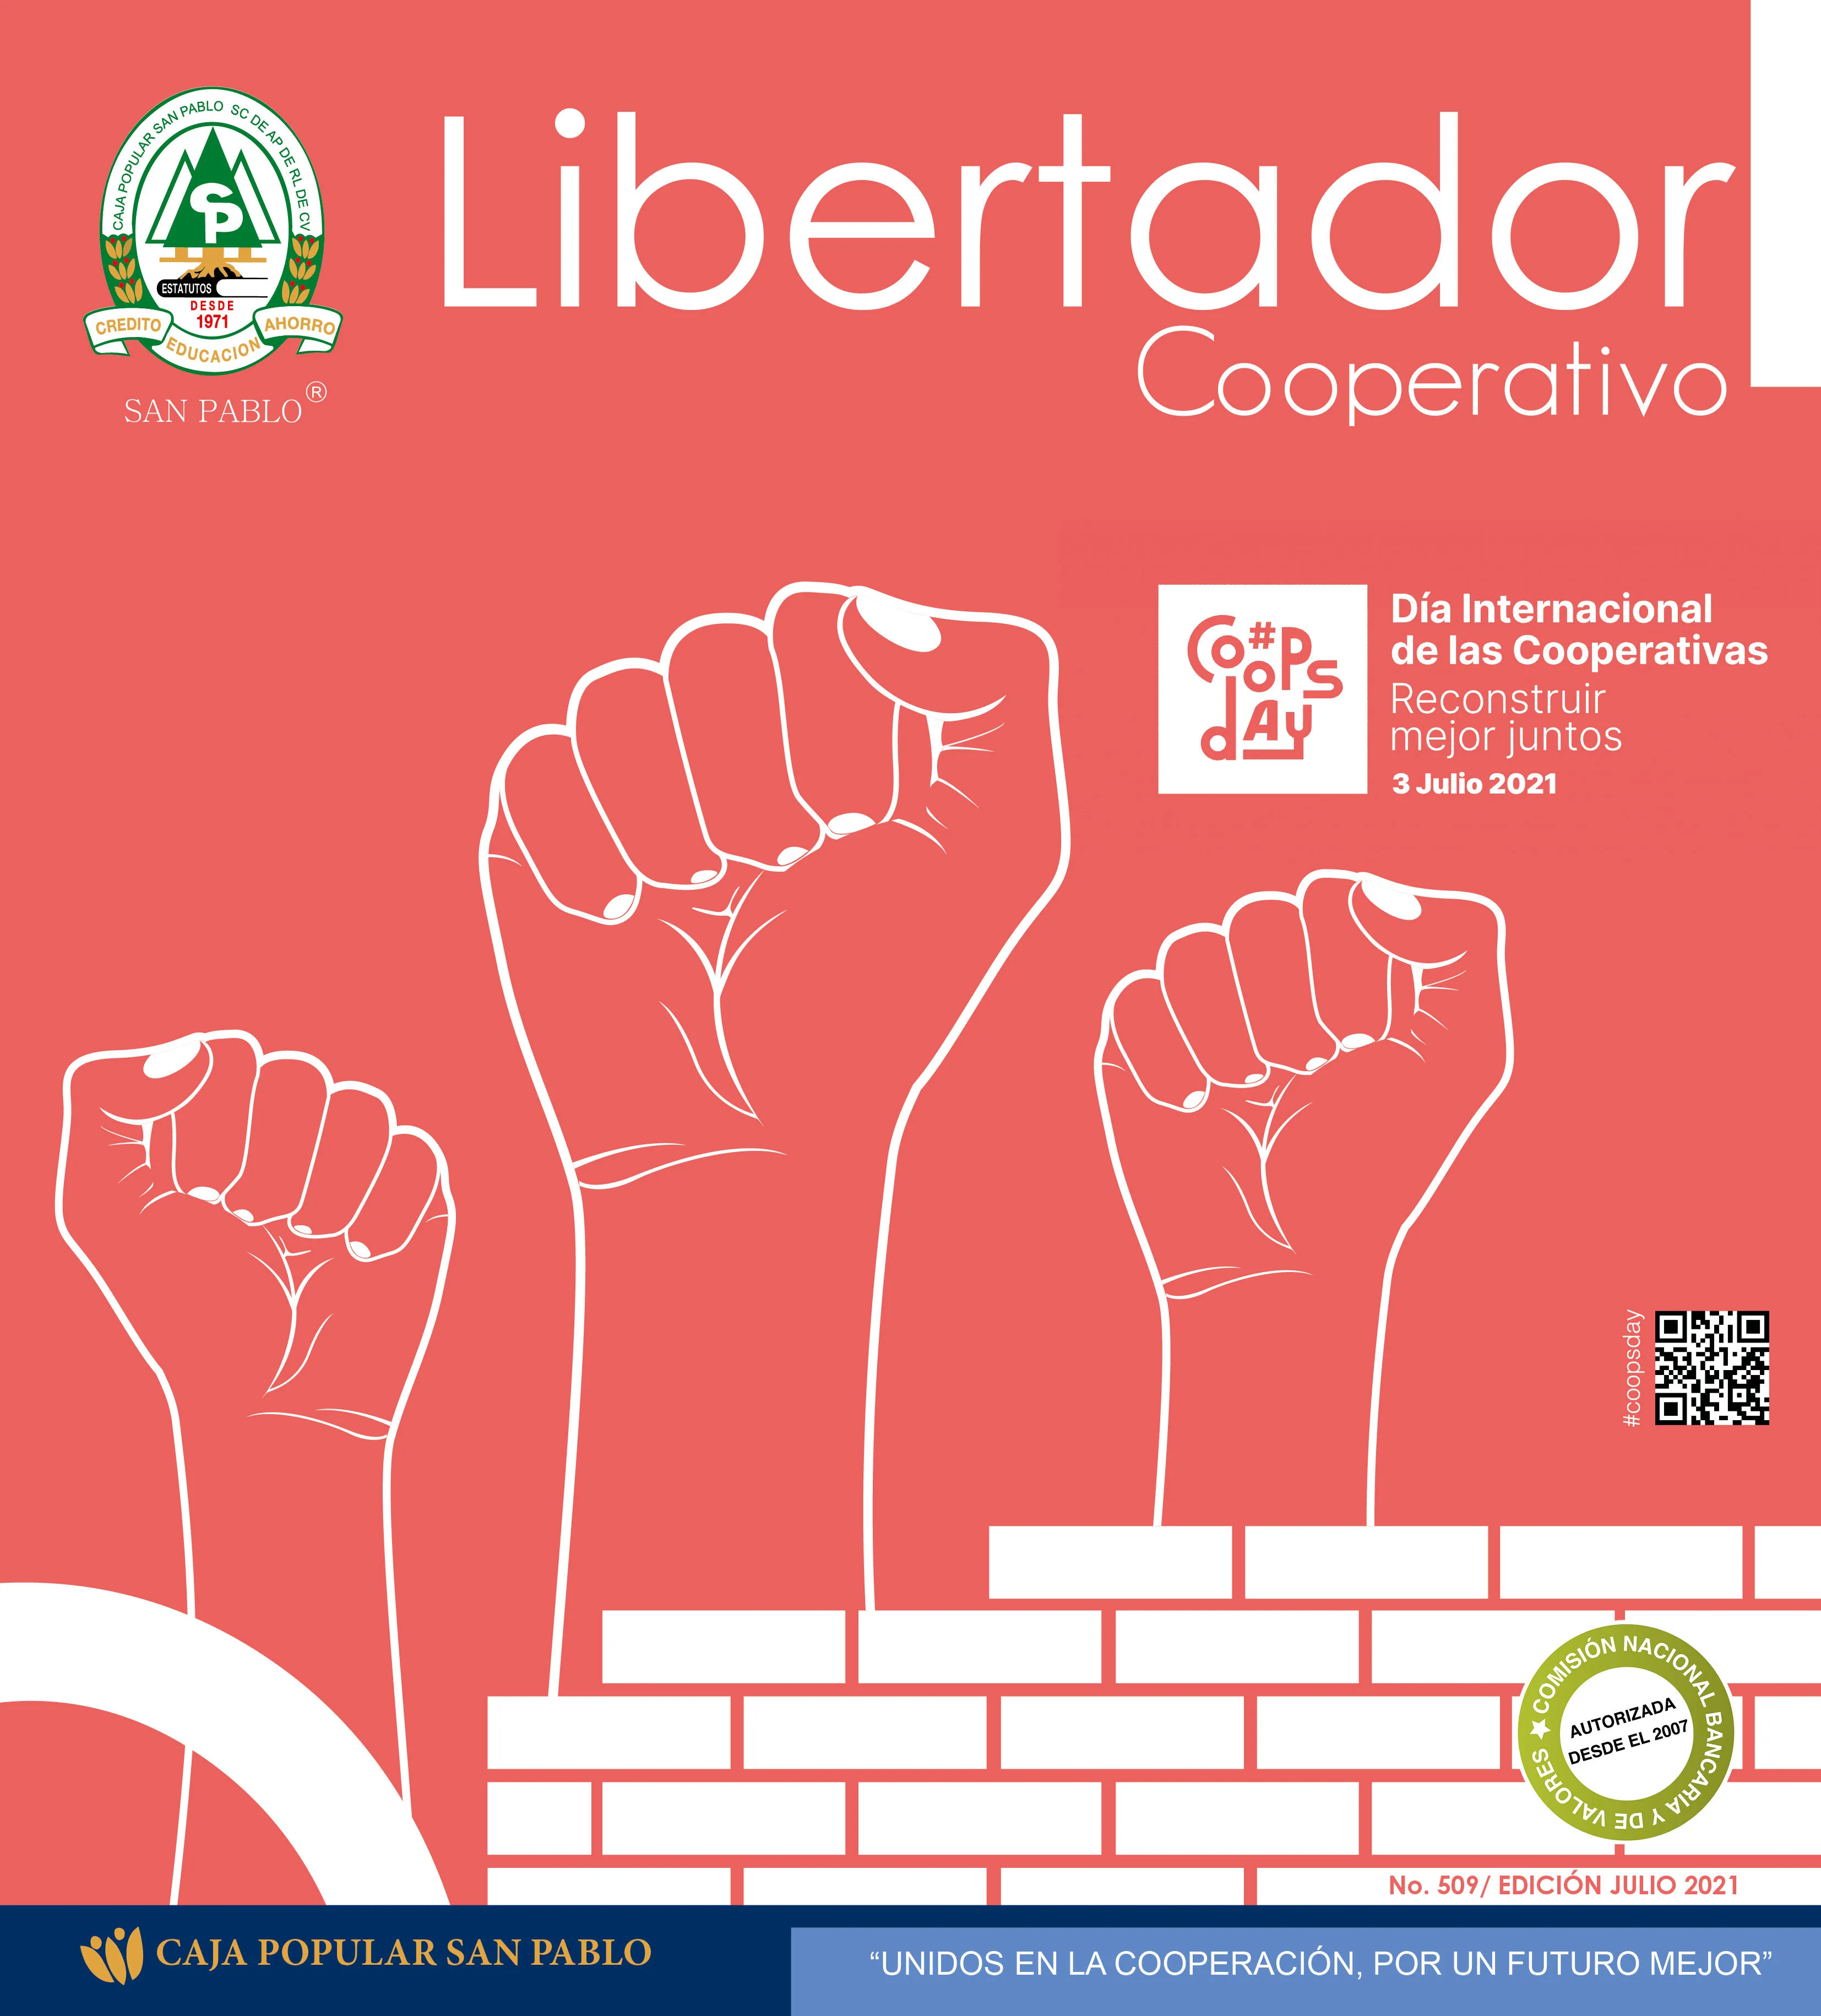 CAJA POPULAR SAN PABLO SC DE AP DE RL DE CV
CP
ESTATUTOS
DESDE
1971
CREDITO
EDUCACION
AHORRO
SAN PABLO®
Libertador
Cooperativo
#Coops
day
Día Internacional
de las Cooperativas
Reconstruir
mejor juntos
3 Julio 2021
#coopsday
COMISIÓN NACIONAL BANCARIA Y DE VALORES
AUTORIZADA
DESDE EL 2007
No. 509/ EDICIÓN JULIO 2021
CAJA POPULAR SAN PABLO
“UNIDOS EN LA COOPERACIÓN, POR UN FUTURO MEJOR”